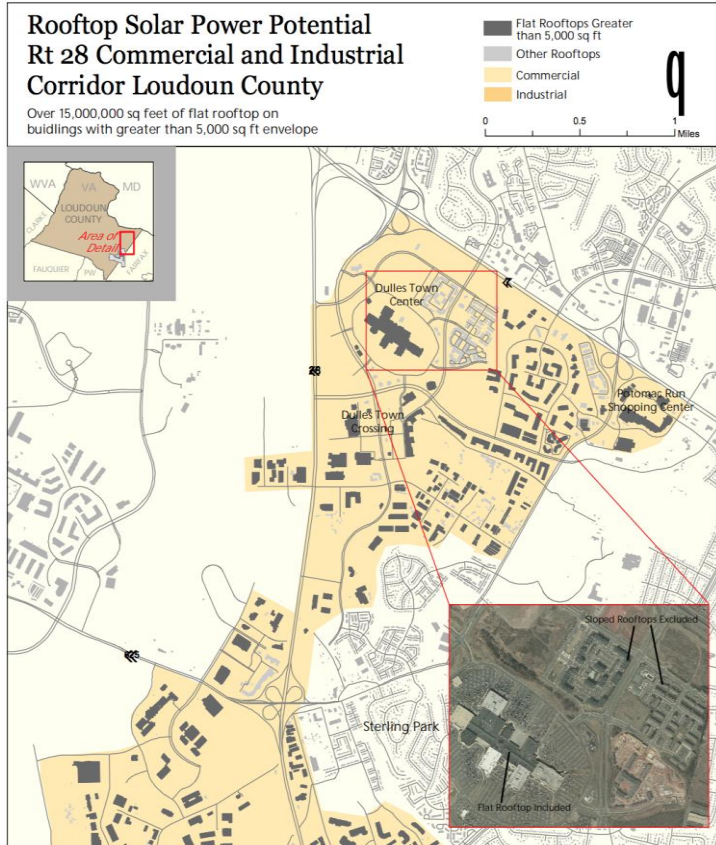 Rooftop Solar Power Potential
Rt 28 Commercial and Industrial
Corridor Loudoun County
Over 15,000,000 sq feet of flat rooftop on
buidlings with greater than 5,000 sq ft envelope
Flat Rooftops Greater
than 5,000 sq ft
Other Rooftops
Commercial
Industrial
q
0
0.5
1
Miles
WVA
VA
MD
LOUDOUN
COUNTY
CLARKE
Area of
Detail
FAUQUIER
PW
FAIRFAX
Dulles Town
Center
Dulles Town
Crossing
Potomac Run
Shopping Center
Sterling Park
Sloped Rooftops Excluded
Flat Rooftop Included